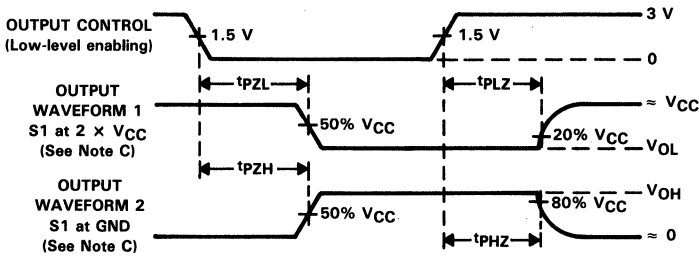 OUTPUT CONTROL
(Low-level enabling)
1.5 V
1.5 V
3 V
0
tPZL
tPLZ
OUTPUT
WAVEFORM 1
S1 at 2 × VCC
(See Note C)
50% VCC
20% VCC
≈ VCC
VOL
tPZH
OUTPUT
WAVEFORM 2
S1 at GND
(See Note C)
50% VCC
80% VCC
VOH
≈ 0
tPHZ